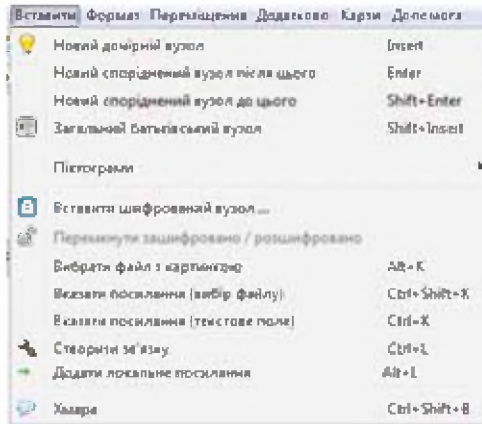 Вставити Формат Переміщення Додатково Карти Допомога
Новий дочірній вузол Insert
Новий споріднений вузол після цього Enter
Новий споріднений вузол до цього Shift+Enter
Загальний батьківський вузол Shift+Insert
Піктограми
Вставити шифрований вузол ...
Перемкнути зашифровано / розшифровано
Вибрати файл з картинкою Alt+K
Вказати посилання (вибір файлу) Ctrl+Shift+K
Вказати посилання (текстове поле) Ctrl+K
Створити зв'язку Ctrl+L
Додати локальне посилання Alt+L
Хмара Ctrl+Shift+B